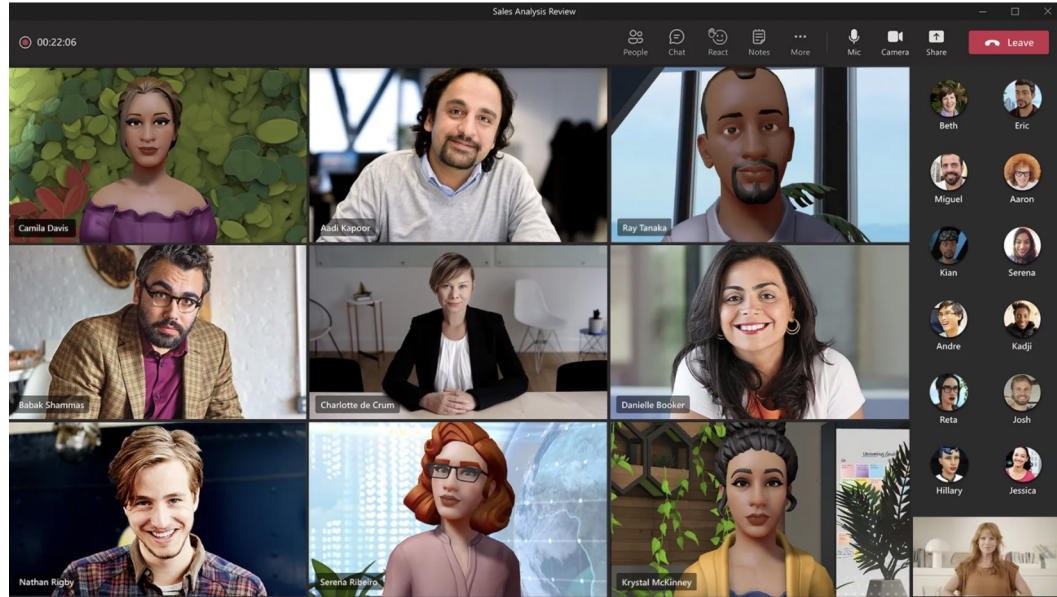 Sales Analysis Review
00:22:06
People
Chat
React
Notes
More
Mic
Camera
Share
Leave
Camila Davis
Aadi Kapoor
Ray Tanaka
Babak Shammas
Charlotte de Crum
Danielle Booker
Nathan Rigby
Serena Ribeiro
Krystal McKinney
Upcoming Goals
Beth
Eric
Miguel
Aaron
Kian
Serena
Andre
Kadji
Reta
Josh
Hillary
Jessica